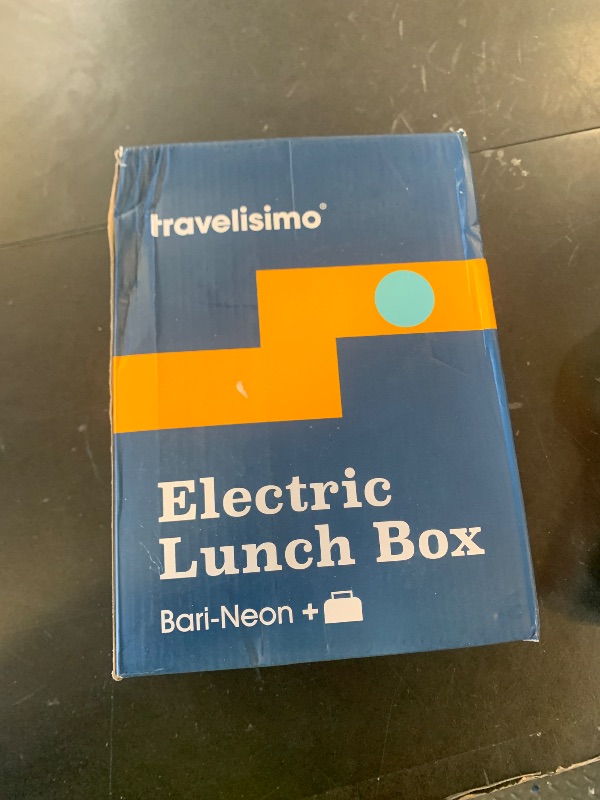 travelisimo®
Electric
Lunch Box
Bari-Neon +